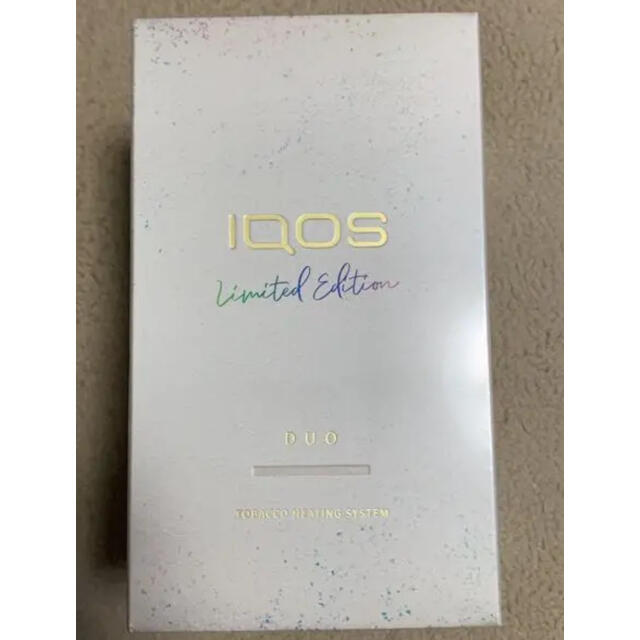 IQOS
Limited Edition
DUO
TOBACCO HEATING SYSTEM